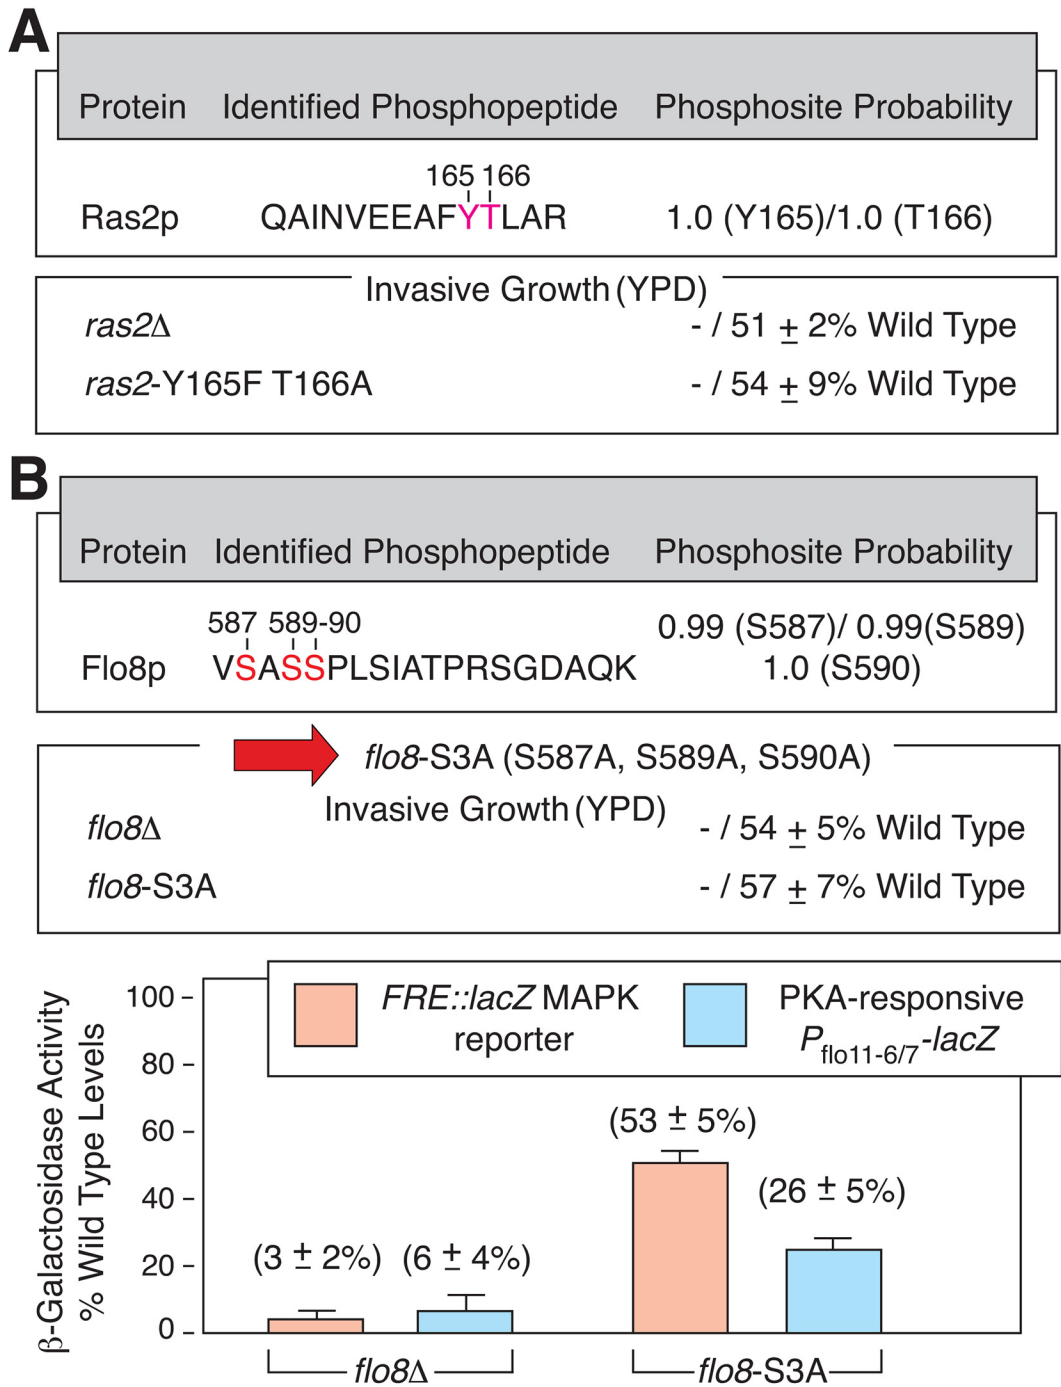 A
Protein Identified Phosphopeptide Phosphosite Probability
165 166
Ras2p QAINVEEAFYTLAR 1.0 (Y165)/1.0 (T166)
Invasive Growth (YPD)
ras2Δ - / 51 ± 2% Wild Type
ras2-Y165F T166A - / 54 ± 9% Wild Type
B
Protein Identified Phosphopeptide Phosphosite Probability
587 589-90 0.99 (S587)/ 0.99(S589)
Flo8p VSASSPLSIATPRSGDAQK 1.0 (S590)
flo8-S3A (S587A, S589A, S590A)
Invasive Growth (YPD)
flo8Δ - / 54 ± 5% Wild Type
flo8-S3A - / 57 ± 7% Wild Type
β-Galactosidase Activity
% Wild Type Levels
100
80
60
40
20
0
FRE::lacZ MAPK
reporter
PKA-responsive
Pflo11-6/7-lacZ
(3 ± 2%) (6 ± 4%)
(53 ± 5%)
(26 ± 5%)
flo8Δ flo8-S3A